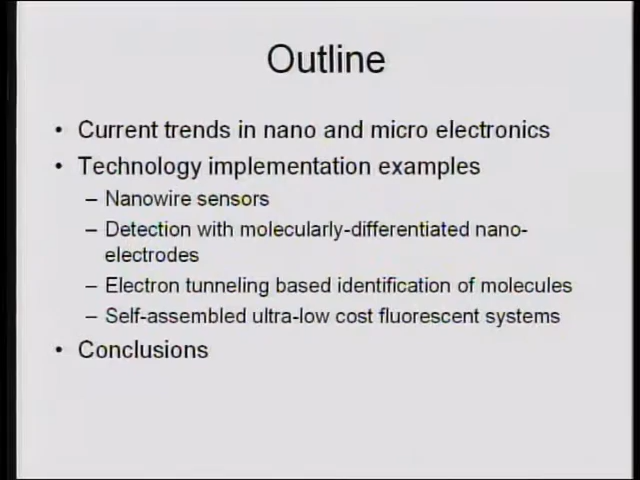 Outline
• Current trends in nano and micro electronics
• Technology implementation examples
– Nanowire sensors
– Detection with molecularly-differentiated nano-
electrodes
– Electron tunneling based identification of molecules
– Self-assembled ultra-low cost fluorescent systems
• Conclusions